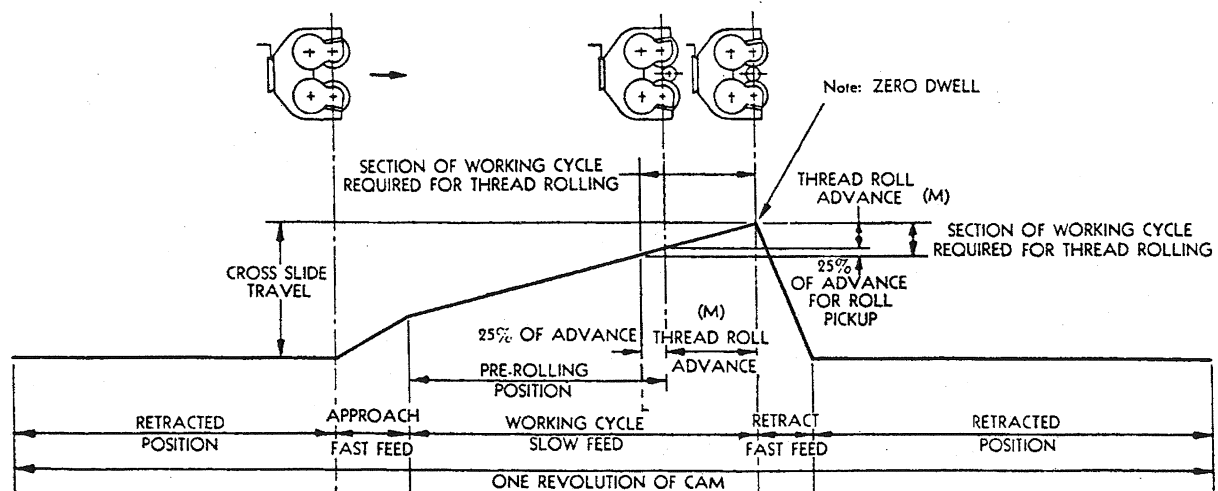 Note: ZERO DWELL
SECTION OF WORKING CYCLE
REQUIRED FOR THREAD ROLLING
THREAD ROLL
ADVANCE (M)
SECTION OF WORKING CYCLE
REQUIRED FOR THREAD ROLLING
CROSS SLIDE
TRAVEL
25%
OF ADVANCE
FOR ROLL
PICKUP
25% OF ADVANCE
(M)
THREAD ROLL
ADVANCE
PRE-ROLLING
POSITION
RETRACTED
POSITION
APPROACH
FAST FEED
WORKING CYCLE
SLOW FEED
RETRACT
FAST FEED
RETRACTED
POSITION
ONE REVOLUTION OF CAM